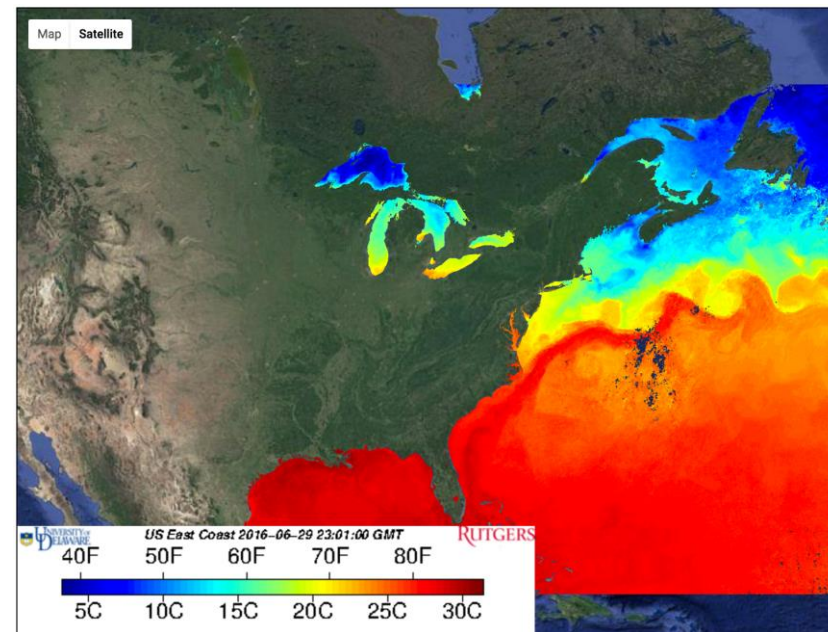 Map Satellite
UNIVERSITY OF DELAWARE
US East Coast 2016-06-29 23:01:00 GMT
RUTGERS
40F 50F 60F 70F 80F
5C 10C 15C 20C 25C 30C